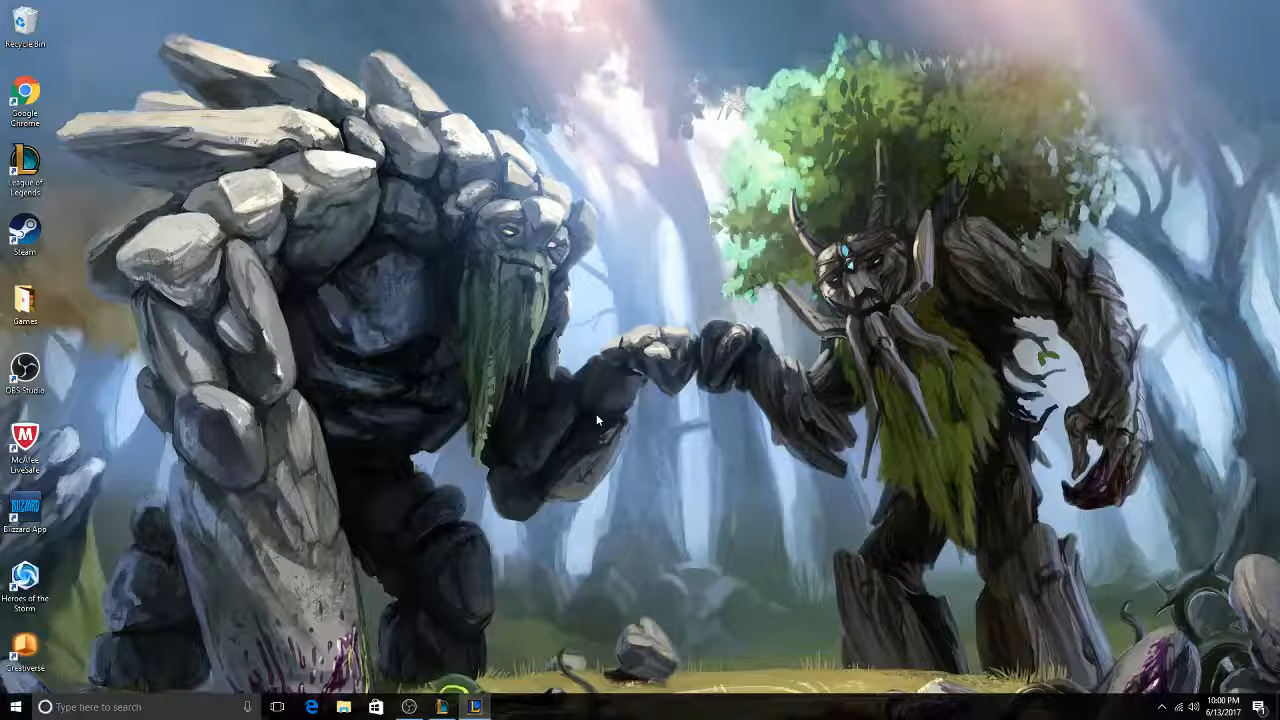 Recycle Bin
Google
Chrome
League of
Legends
Steam
Games
OBS Studio
McAfee
LiveSafe
BLIZZARD
Blizzard App
Heroes of the
Storm
Creativerse
Type here to search
10:00 PM
6/13/2017